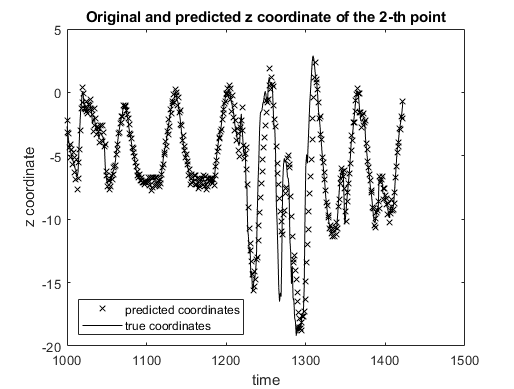 Original and predicted z coordinate of the 2-th point
5
0
-5
-10
-15
-20
z coordinate
predicted coordinates
true coordinates
1000 1100 1200 1300 1400 1500
time